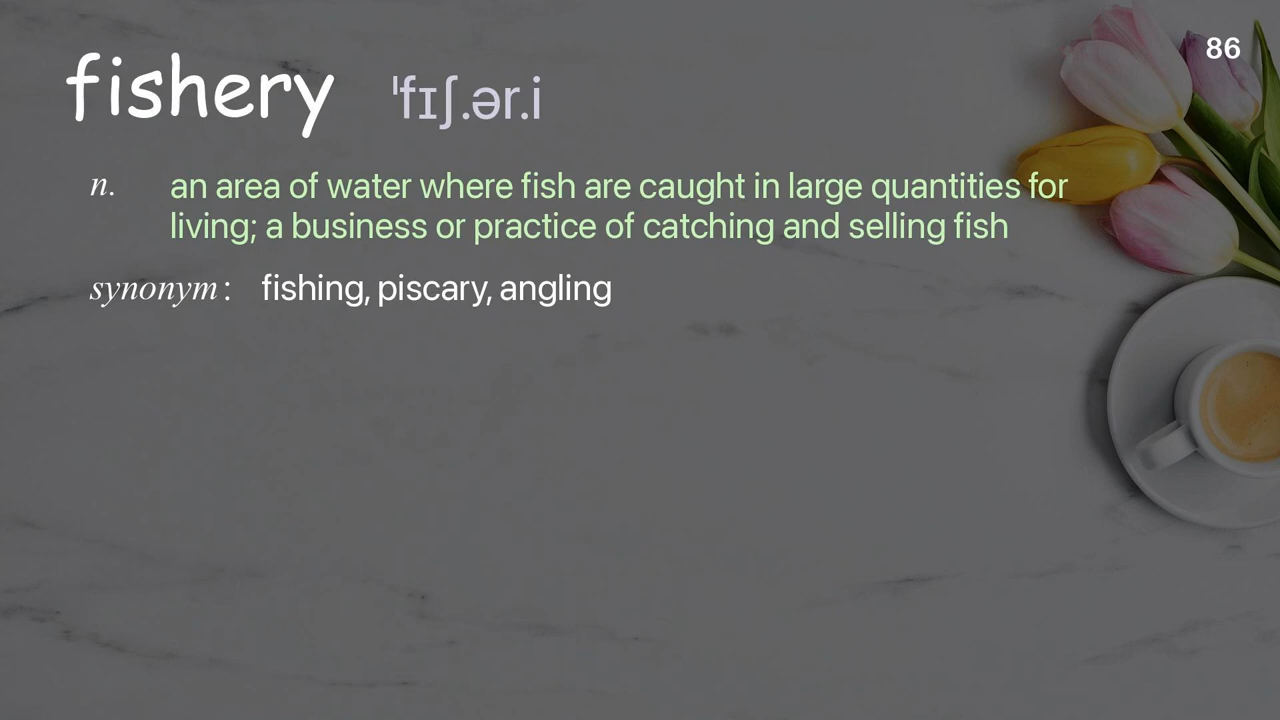 86
fishery ˈfɪʃ.ər.i
n. an area of water where fish are caught in large quantities for
living; a business or practice of catching and selling fish
synonym: fishing, piscary, angling